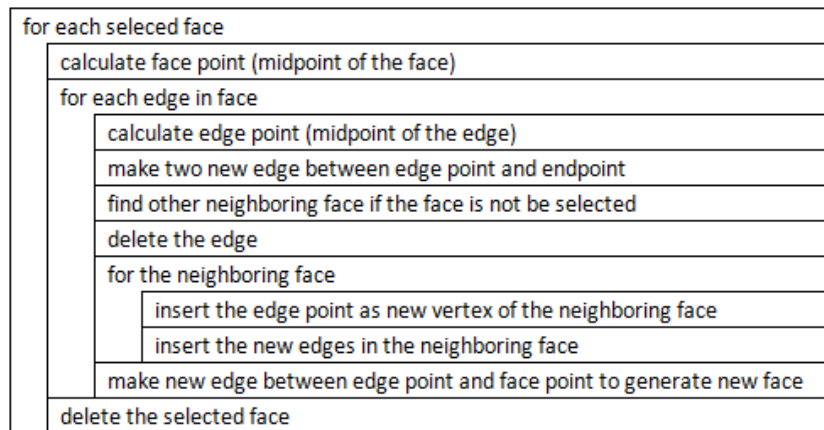 for each seleced face
calculate face point (midpoint of the face)
for each edge in face
calculate edge point (midpoint of the edge)
make two new edge between edge point and endpoint
find other neighboring face if the face is not be selected
delete the edge
for the neighboring face
insert the edge point as new vertex of the neighboring face
insert the new edges in the neighboring face
make new edge between edge point and face point to generate new face
delete the selected face